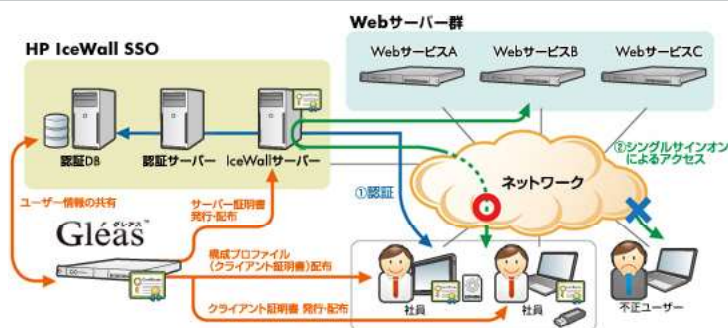 Webサーバー群
HP IceWall SSO
WebサービスA
WebサービスB
WebサービスC
認証DB
認証サーバー
IceWallサーバー
②シングルサインオン
によるアクセス
ネットワーク
①認証
ユーザー情報の共有
サーバー証明書
発行・配布
グレアス
Gléas™
構成プロファイル
(クライアント証明書)配布
クライアント証明書 発行・配布
社員
社員
不正ユーザー